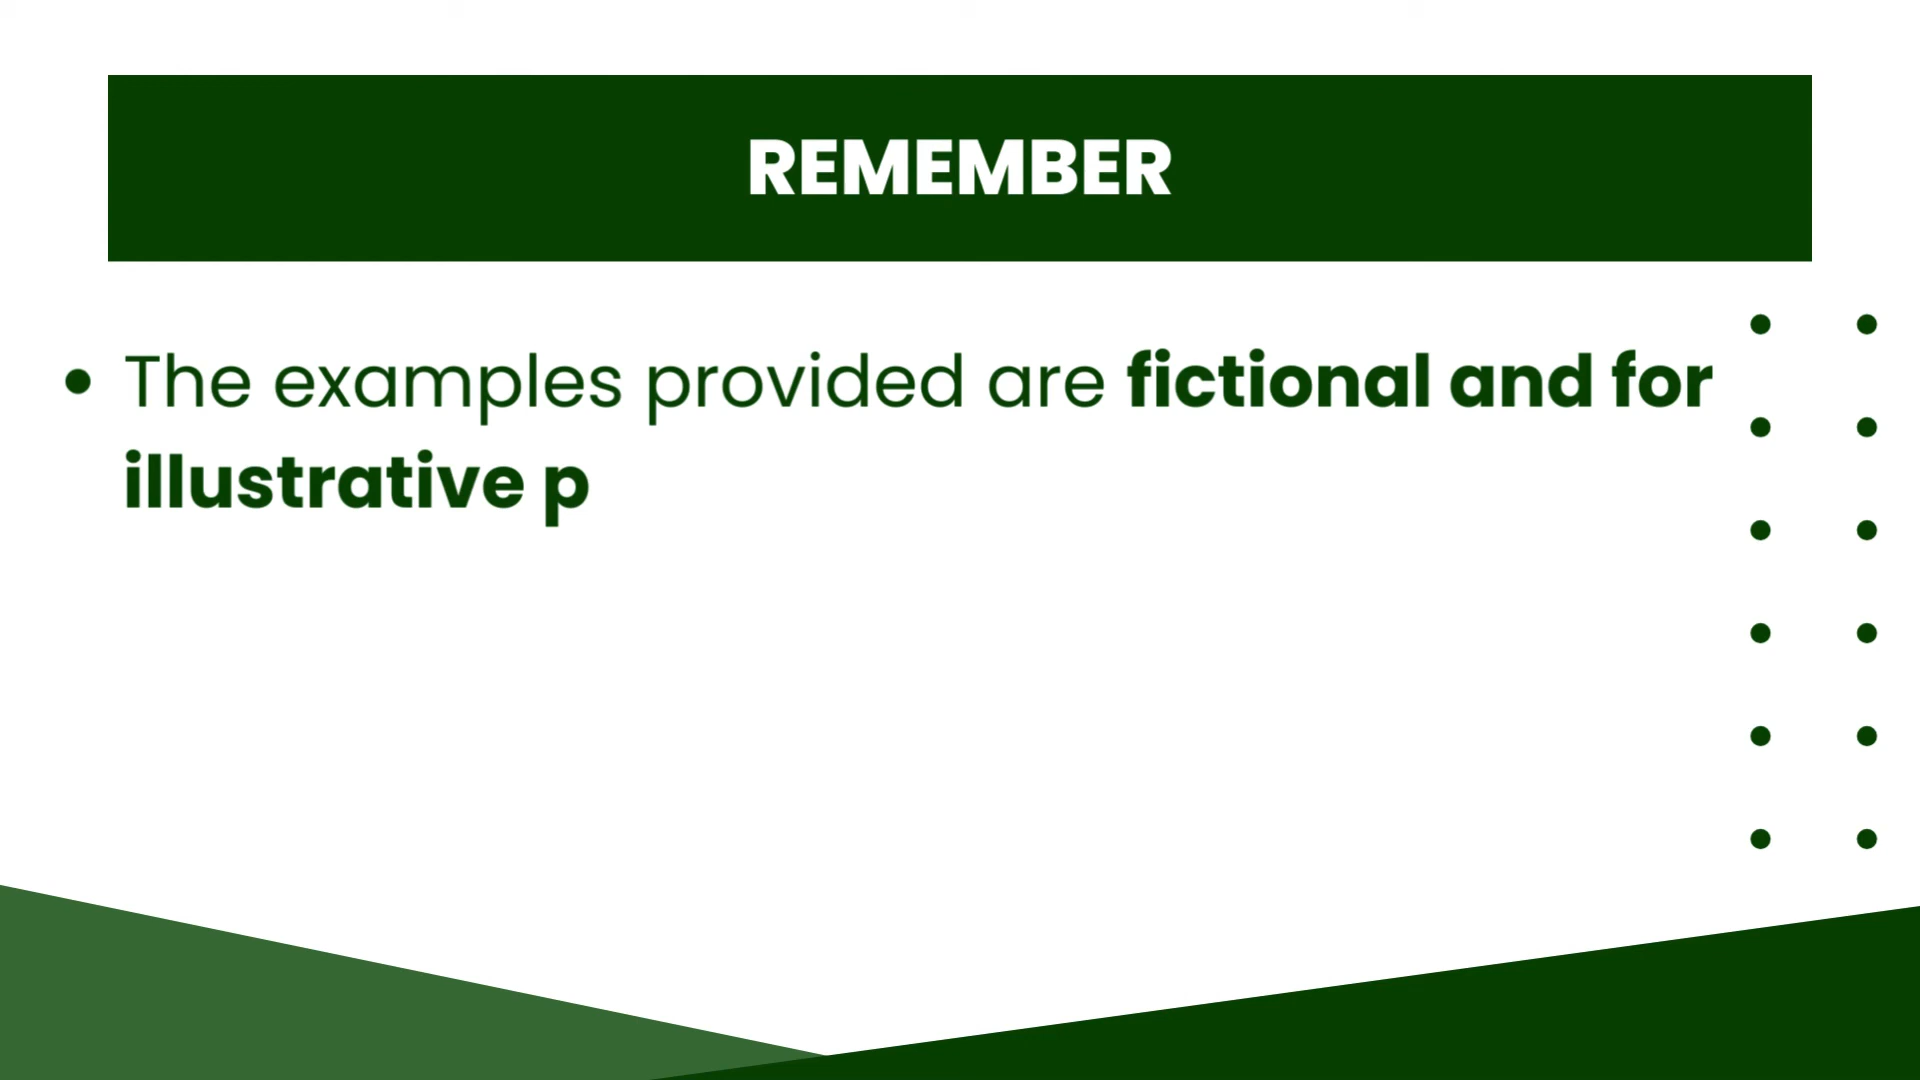 REMEMBER
• The examples provided are fictional and for
illustrative p